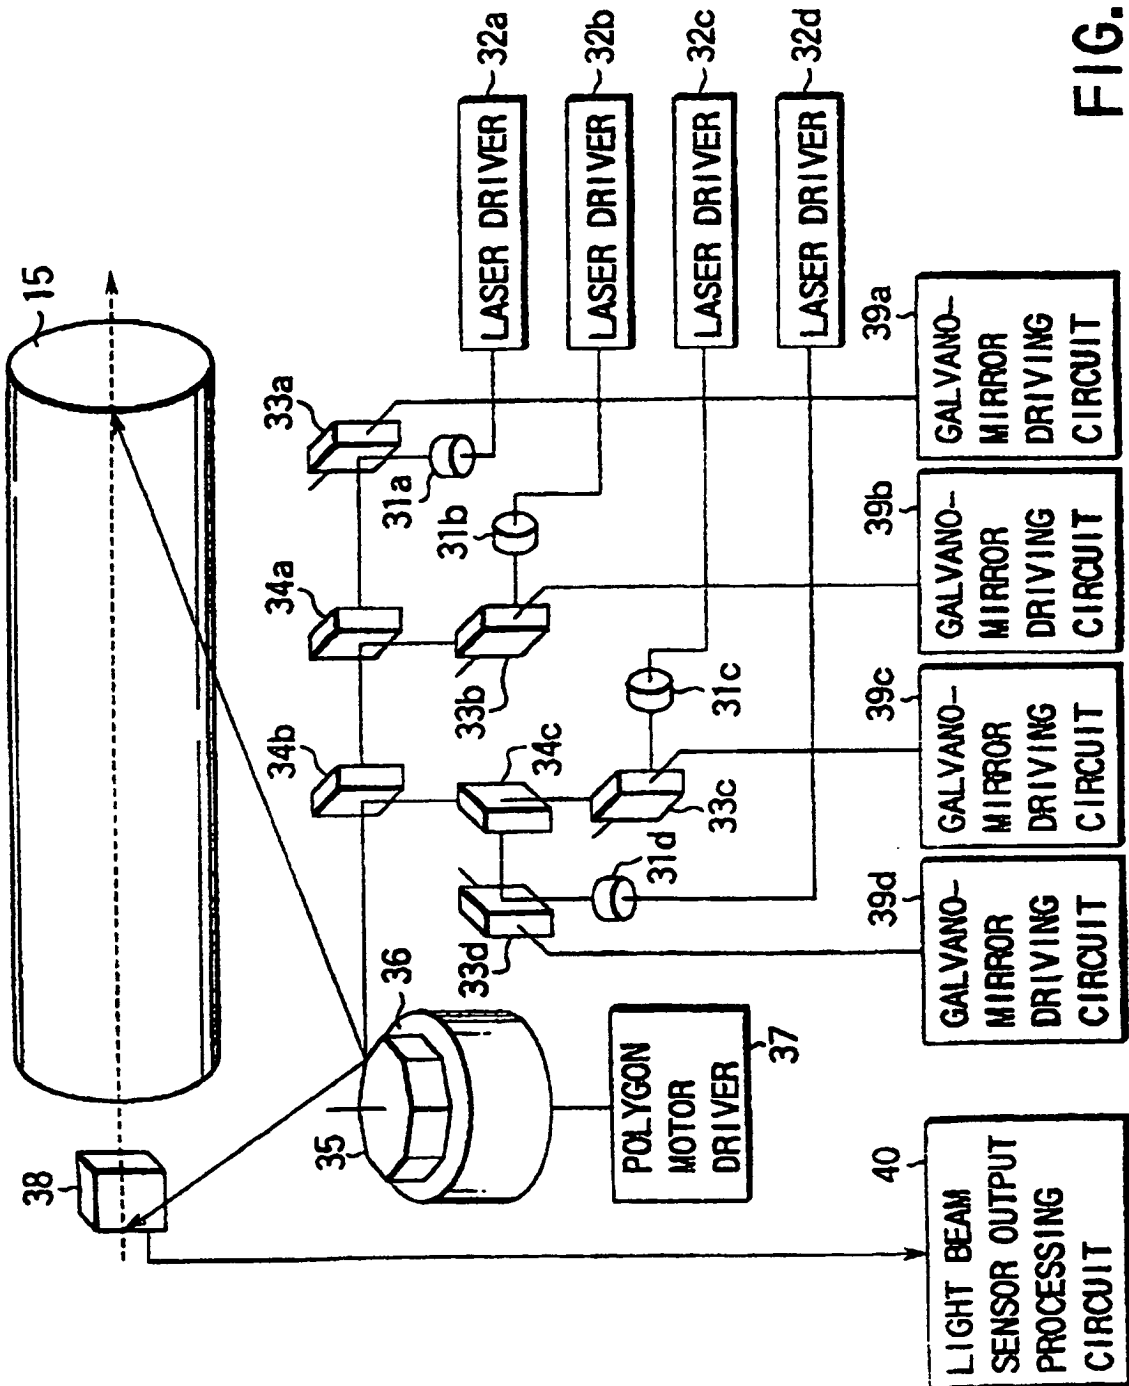 15
33a
34a
34b
31a
31b
33b
34c
31c
33c
31d
33d
36
35
38
LASER DRIVER
32a
LASER DRIVER
32b
LASER DRIVER
32c
LASER DRIVER
32d
POLYGON
MOTOR
DRIVER
37
40
LIGHT BEAM
SENSOR OUTPUT
PROCESSING
CIRCUIT
39d
GALVANO-
MIRROR
DRIVING
CIRCUIT
39c
GALVANO-
MIRROR
DRIVING
CIRCUIT
39b
GALVANO-
MIRROR
DRIVING
CIRCUIT
39a
GALVANO-
MIRROR
DRIVING
CIRCUIT
FIG.